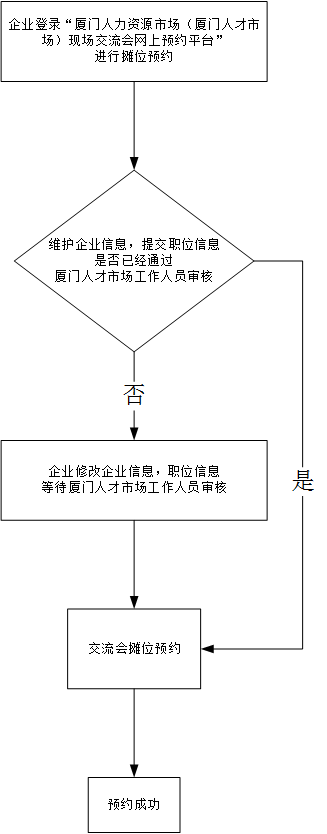 企业登录“厦门人力资源市场（厦门人才市
场）现场交流会网上预约平台”
进行摊位预约
维护企业信息，提交职位信息
是否已经通过
厦门人才市场工作人员审核
否
企业修改企业信息，职位信息
等待厦门人才市场工作人员审核
是
交流会摊位预约
预约成功